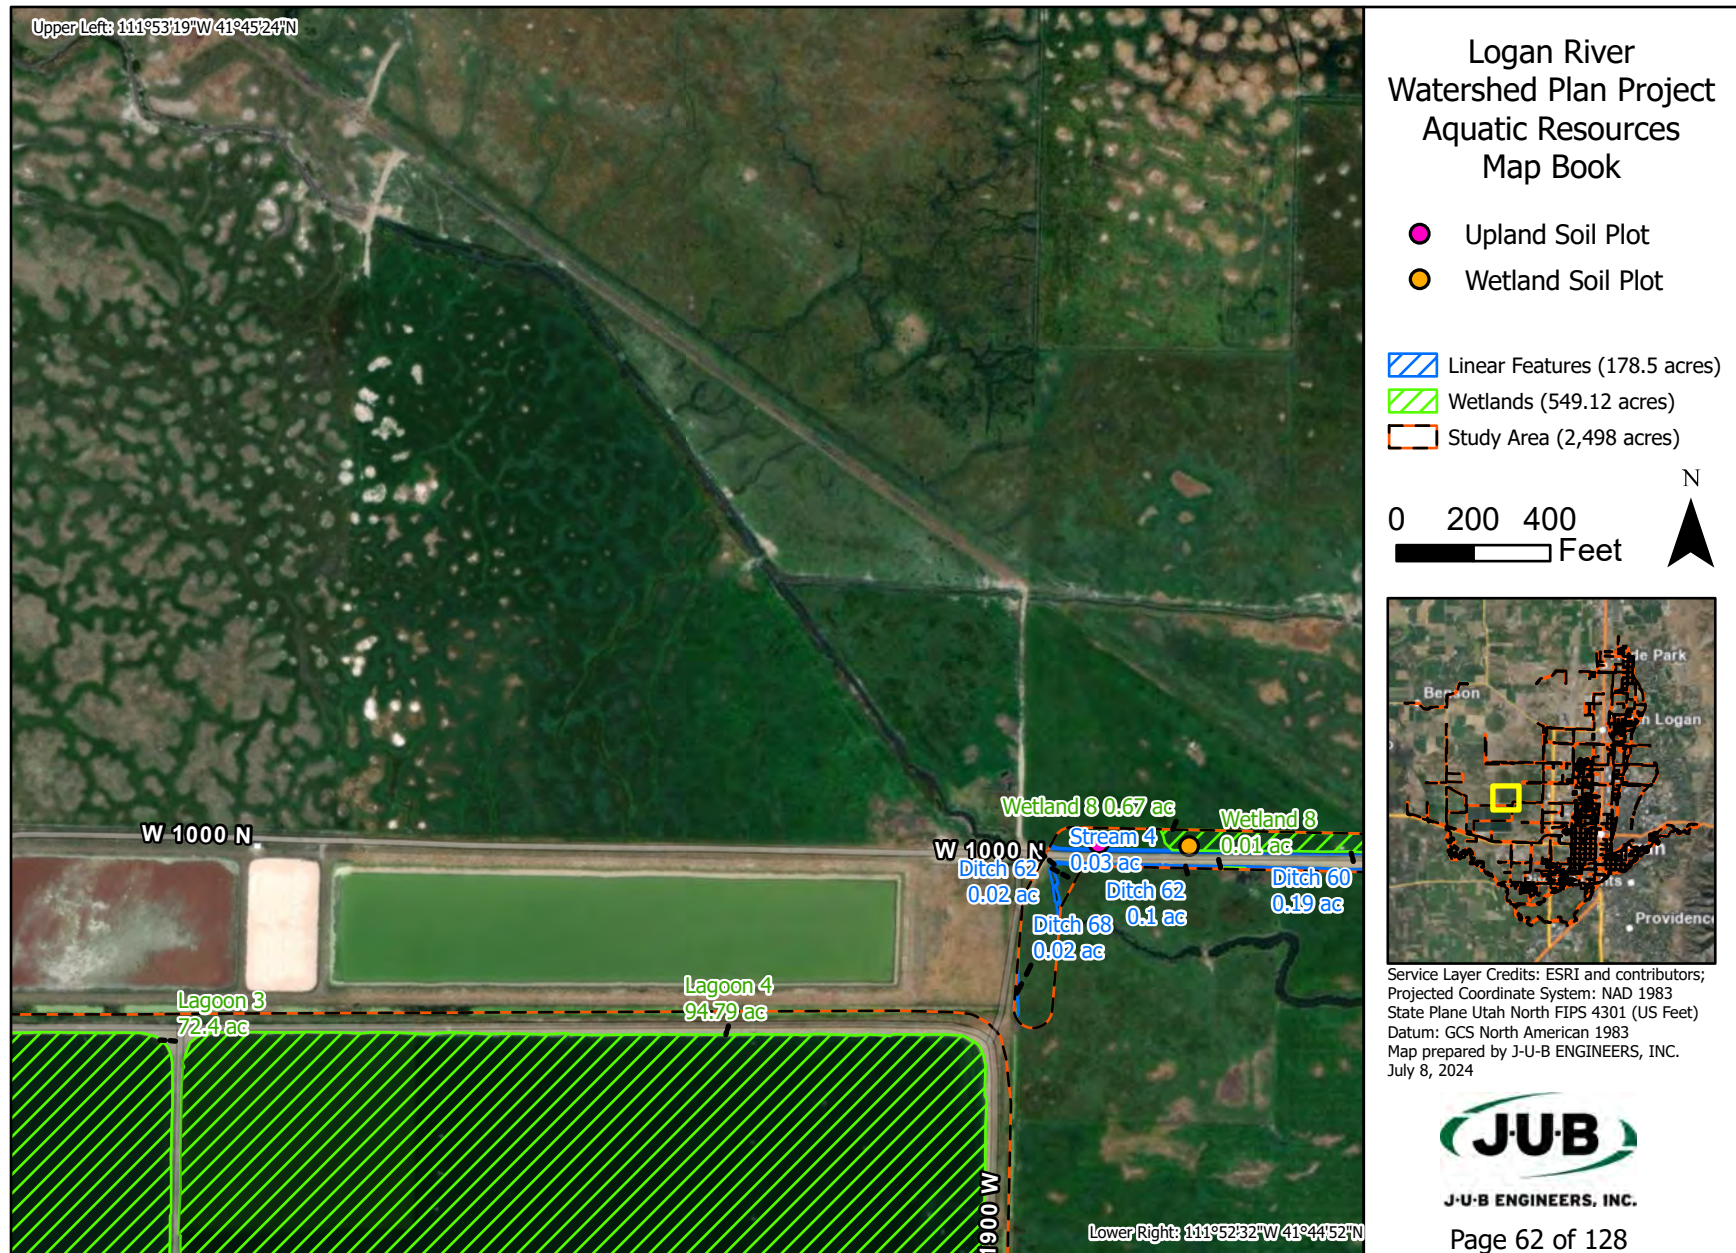 Upper Left: 111°53'19"W 41°45'24"N
W 1000 N
W 1000 N
Wetland 8 0.67 ac
Wetland 8
0.01 ac
Stream 4
0.03 ac
Ditch 62
0.02 ac
Ditch 62
0.1 ac
Ditch 60
0.19 ac
Ditch 68
0.02 ac
Lagoon 3
72.4 ac
Lagoon 4
94.79 ac
1900 W
Lower Right: 111°52'32"W 41°44'52"N
Logan River
Watershed Plan Project
Aquatic Resources
Map Book
Upland Soil Plot
Wetland Soil Plot
Linear Features (178.5 acres)
Wetlands (549.12 acres)
Study Area (2,498 acres)
N
0 200 400
Feet
Park
Benson
Logan
Providence
Service Layer Credits: ESRI and contributors;
Projected Coordinate System: NAD 1983
State Plane Utah North FIPS 4301 (US Feet)
Datum: GCS North American 1983
Map prepared by J-U-B ENGINEERS, INC.
July 8, 2024
J·U·B
J·U·B ENGINEERS, INC.
Page 62 of 128